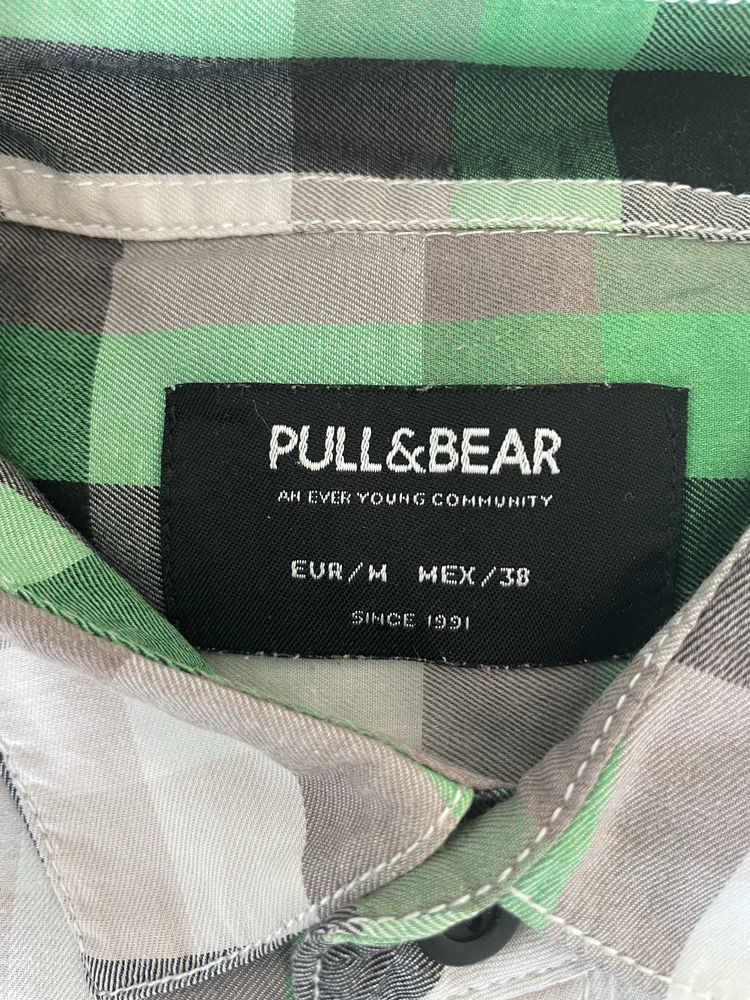 PULL&BEAR
AN EVER YOUNG COMMUNITY
EUR/M MEX/38
SINCE 1991